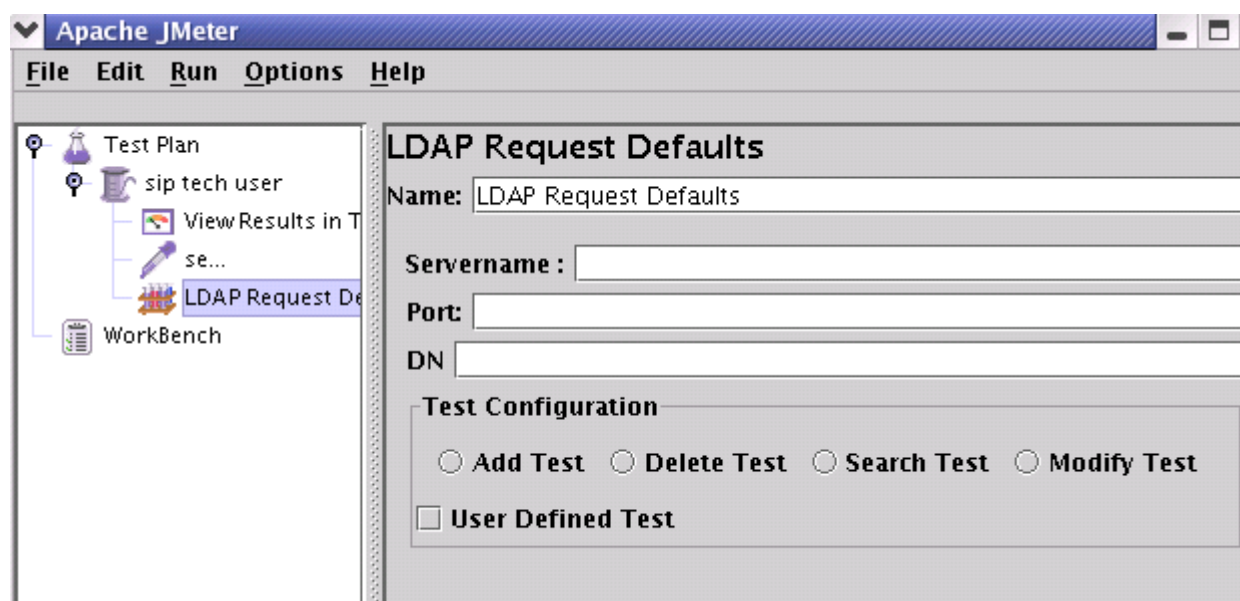 Apache JMeter
File Edit Run Options Help
Test Plan
sip tech user
View Results in T
se...
LDAP Request De
WorkBench
LDAP Request Defaults
Name: LDAP Request Defaults
Servername :
Port:
DN
Test Configuration
Add Test Delete Test Search Test Modify Test
User Defined Test